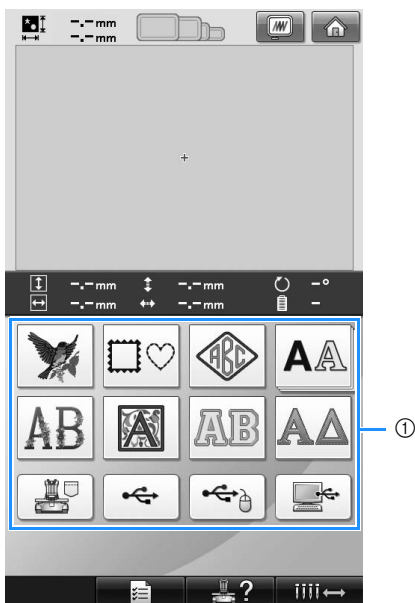 -.- mm
-.- mm
-.- mm -.- mm -°
-.- mm -.- mm -
ABC AA
AB A AB AΔ
①
?